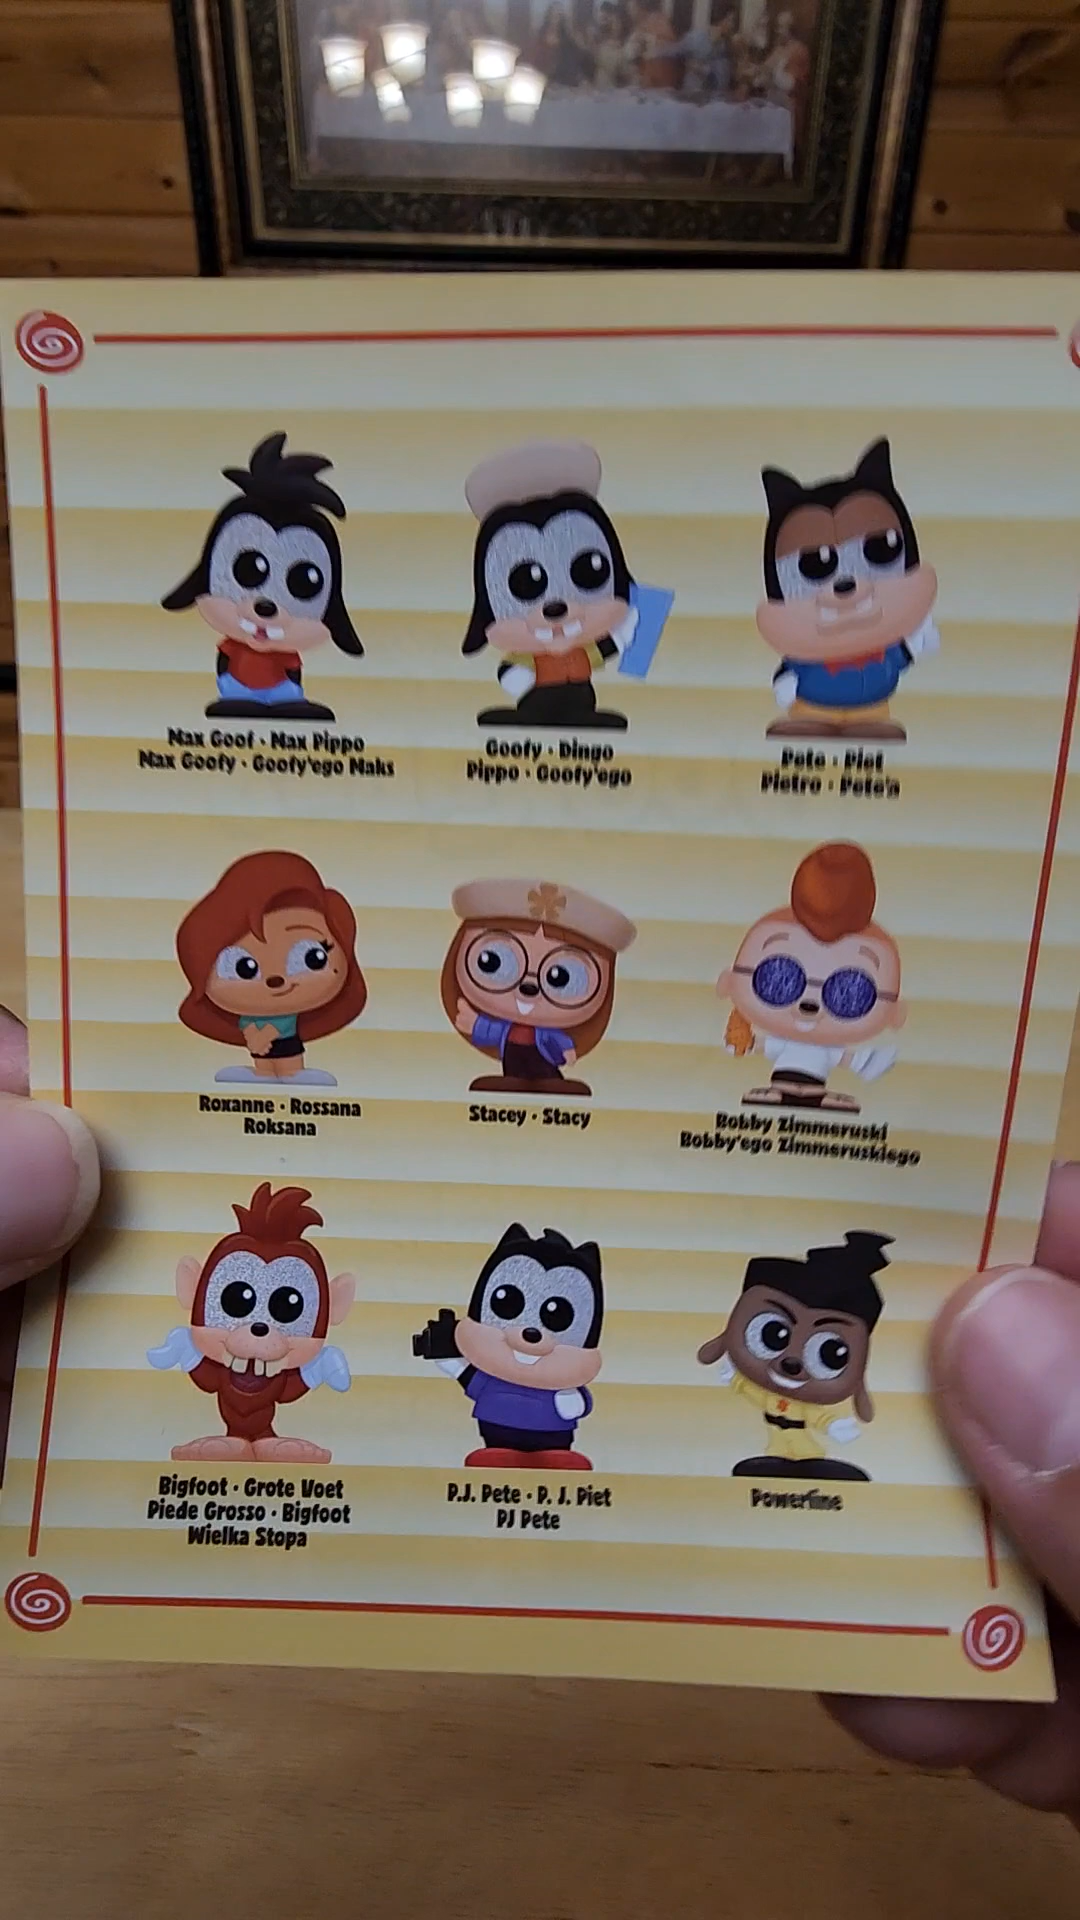 Max Goof · Max Pippo
Max Goofy · Goofy'ego Maks
Goofy · Dingo
Pippo · Goofy'ego
Pete · Piet
Pietro · Pete'a
Roxanne · Rossana
Roksana
Stacey · Stacy
Bobby Zimmeruski
Bobby'ego Zimmeruskiego
Bigfoot · Grote Voet
Piede Grosso · Bigfoot
Wielka Stopa
P.J. Pete · P. J. Piet
PJ Pete
Powerline